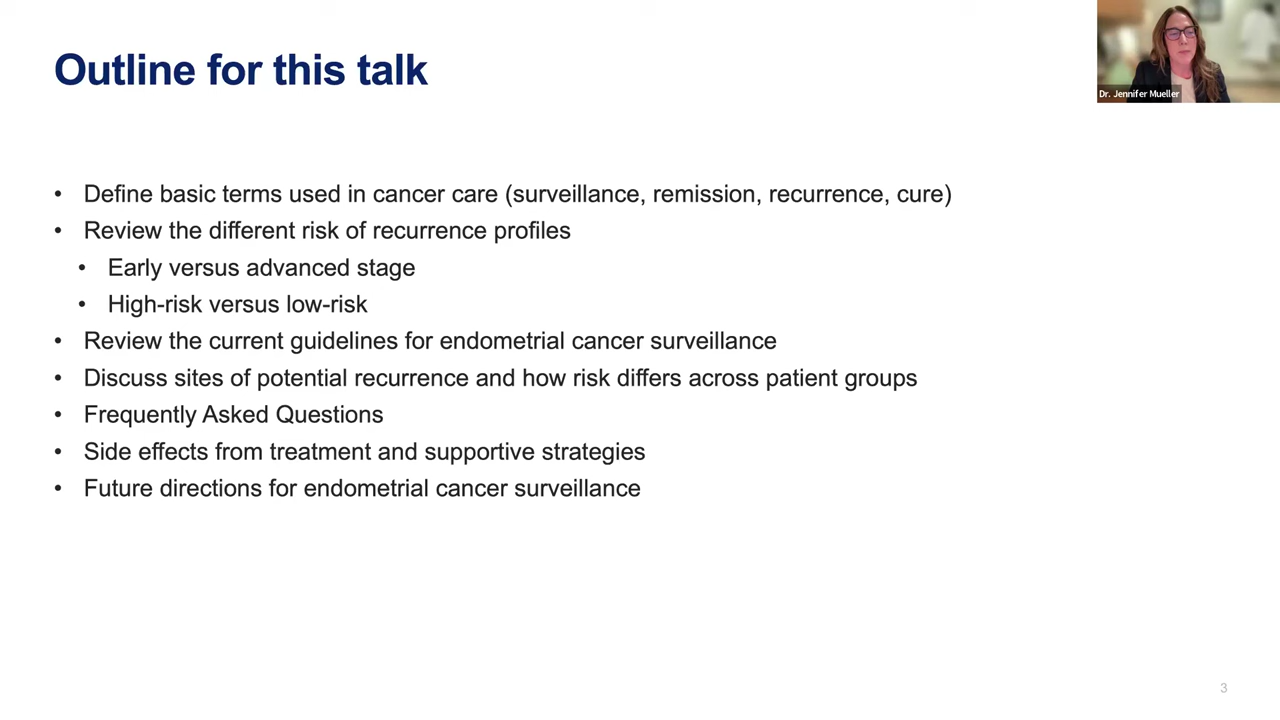 Outline for this talk
Dr. Jennifer Mueller
• Define basic terms used in cancer care (surveillance, remission, recurrence, cure)
• Review the different risk of recurrence profiles
• Early versus advanced stage
• High-risk versus low-risk
• Review the current guidelines for endometrial cancer surveillance
• Discuss sites of potential recurrence and how risk differs across patient groups
• Frequently Asked Questions
• Side effects from treatment and supportive strategies
• Future directions for endometrial cancer surveillance
3